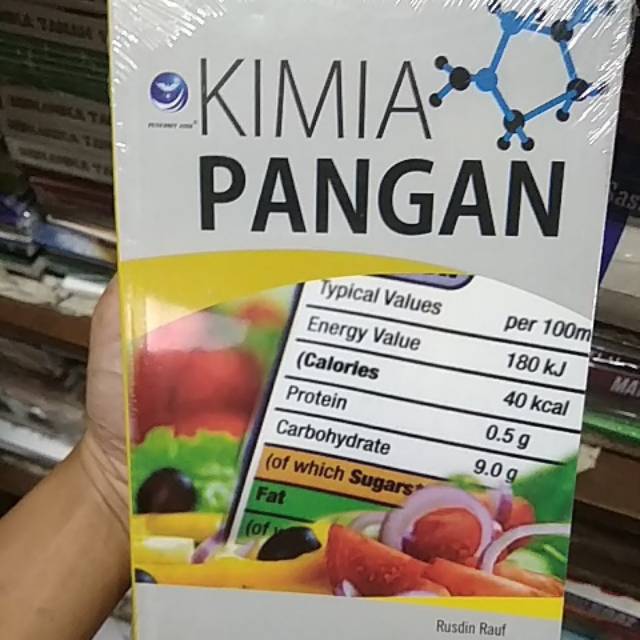 KIMIA
PANGAN
Typical Values
per 100m
Energy Value
180 kJ
(Calories
40 kcal
Protein
0.5 g
Carbohydrate
9.0 g
(of which Sugars
Fat
(of w
Rusdin Rauf